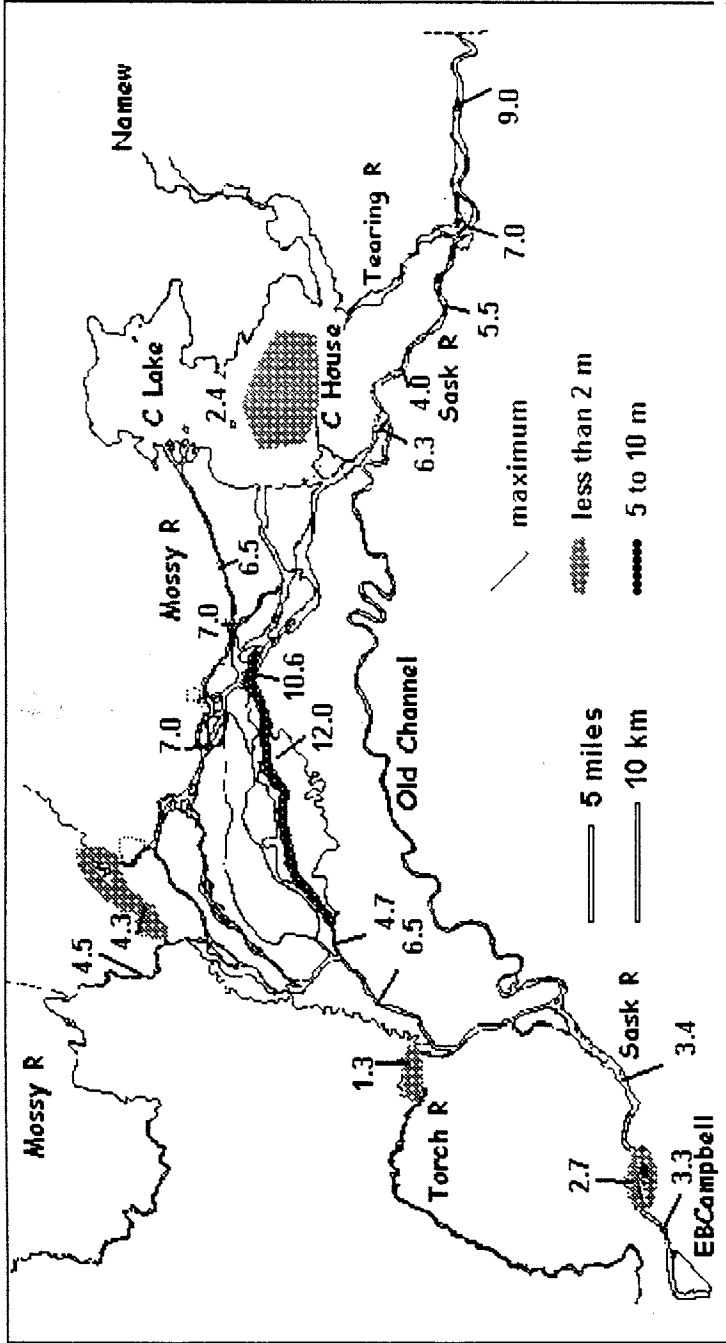 Mossy R
4.5
4.3
7.0
7.0
Mossy R
6.5
C Lake
2.4
Namew
C House
Tearing R
10.6
12.0
4.7
6.5
1.3
Torch R
Old Channel
6.3
4.0
Sask R
5.5
7.0
9.0
2.7
3.3
EBCampbell
3.4
Sask R
5 miles
10 km
maximum
less than 2 m
5 to 10 m